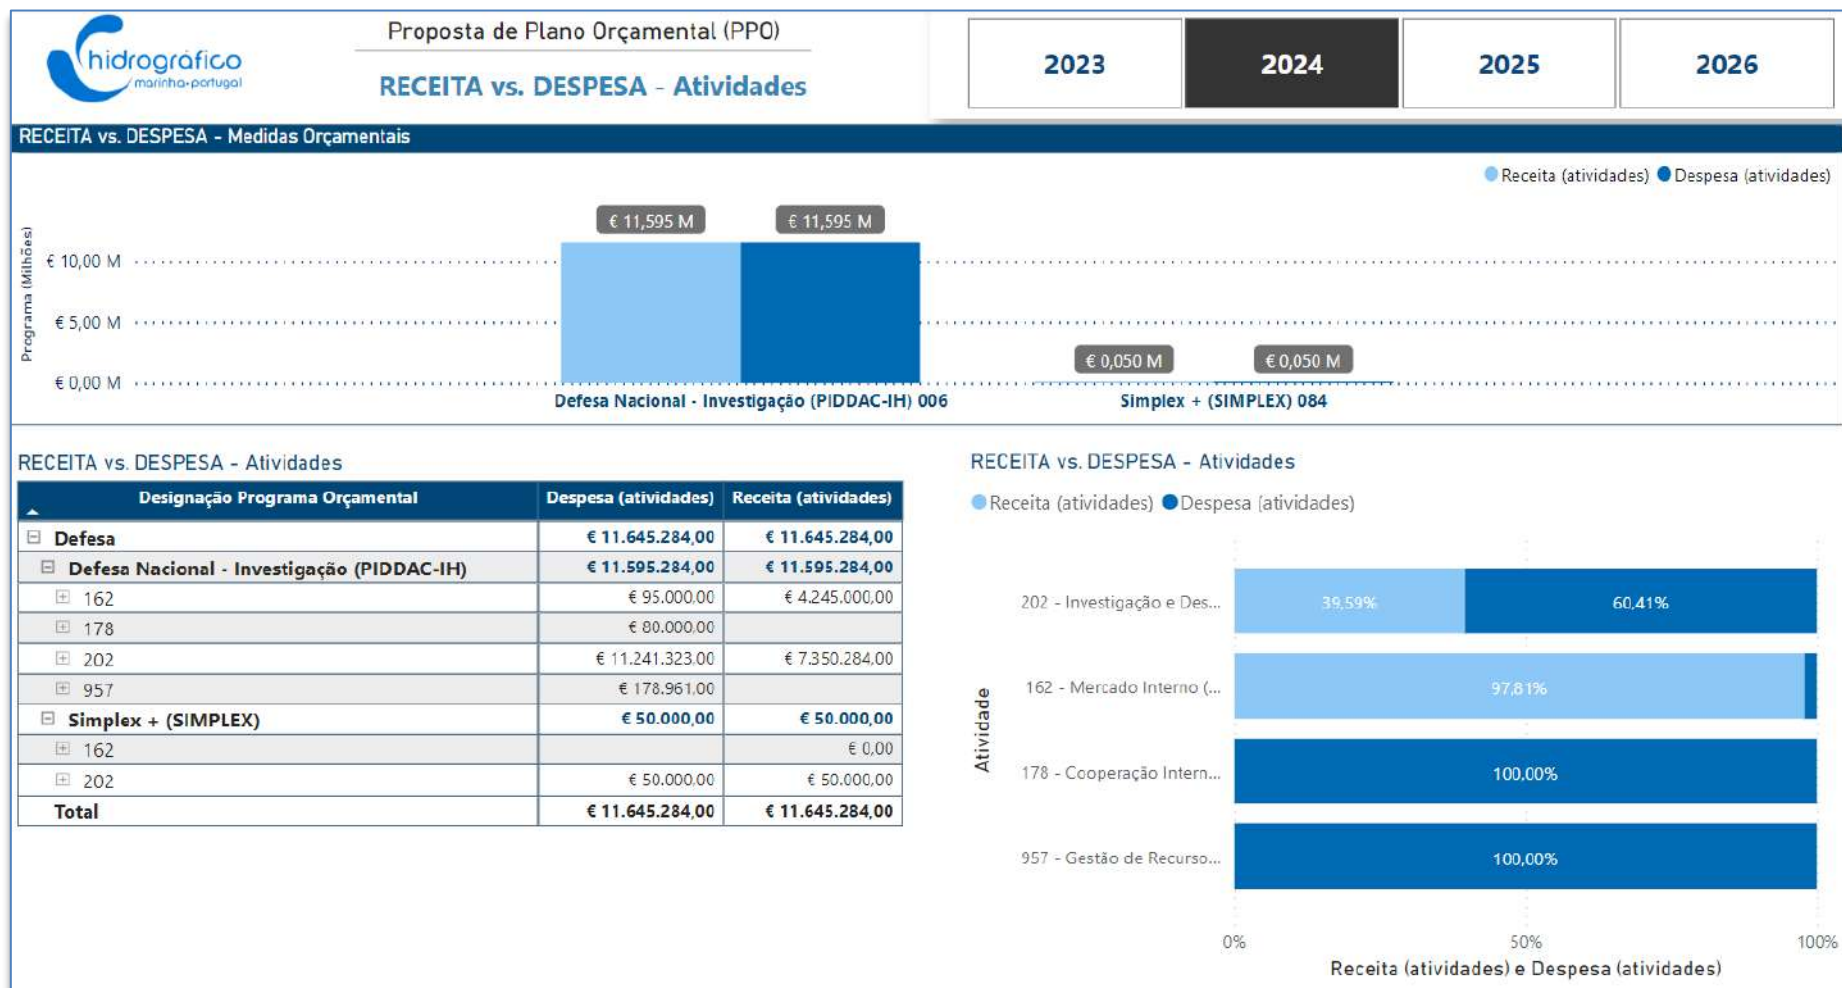 hidrográfico
marinha•portugal
Proposta de Plano Orçamental (PPO)
RECEITA vs. DESPESA - Atividades
2023 2024 2025 2026
RECEITA vs. DESPESA - Medidas Orçamentais
Receita (atividades) Despesa (atividades)
Programa (Milhões)
€ 11,595 M € 11,595 M
€ 10,00 M
€ 5,00 M
€ 0,050 M € 0,050 M
€ 0,00 M
Defesa Nacional - Investigação (PIDDAC-IH) 006 Simplex + (SIMPLEX) 084
RECEITA vs. DESPESA - Atividades
Designação Programa Orçamental Despesa (atividades) Receita (atividades)
Defesa € 11.645.284,00 € 11.645.284,00
Defesa Nacional - Investigação (PIDDAC-IH) € 11.595.284,00 € 11.595.284,00
162 € 95.000,00 € 4.245.000,00
178 € 80.000,00
202 € 11.241.323,00 € 7.350.284,00
957 € 178.961,00
Simplex + (SIMPLEX) € 50.000,00 € 50.000,00
162 € 0,00
202 € 50.000,00 € 50.000,00
Total € 11.645.284,00 € 11.645.284,00
RECEITA vs. DESPESA - Atividades
Receita (atividades) Despesa (atividades)
Atividade
202 - Investigação e Des... 39,59% 60,41%
162 - Mercado Interno (... 97,81%
178 - Cooperação Intern... 100,00%
957 - Gestão de Recurso... 100,00%
0% 50% 100%
Receita (atividades) e Despesa (atividades)